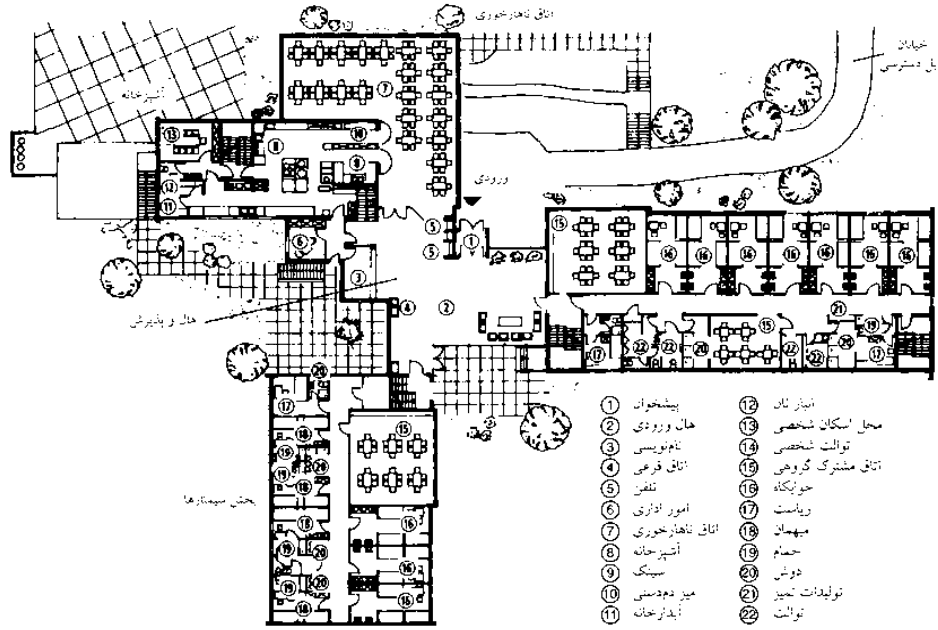 اتاق ناهارخوری
خیابان
پل دسترسی
آشپزخانه
ورودی
هال و پذیرش
بخش سمینارها
1 پیشخوان
2 هال ورودی
3 نام‌نویسی
4 اتاق فرعی
5 تلفن
6 امور اداری
7 اتاق ناهارخوری
8 آشپزخانه
9 سینک
10 میز دم‌دستی
11 آبدارخانه
12 انبار نان
13 محل اسکان شخصی
14 توالت شخصی
15 اتاق مشترک گروهی
16 خوابگاه
17 ریاست
18 میهمان
19 حمام
20 دوش
21 تولیدات تمیز
22 توالت